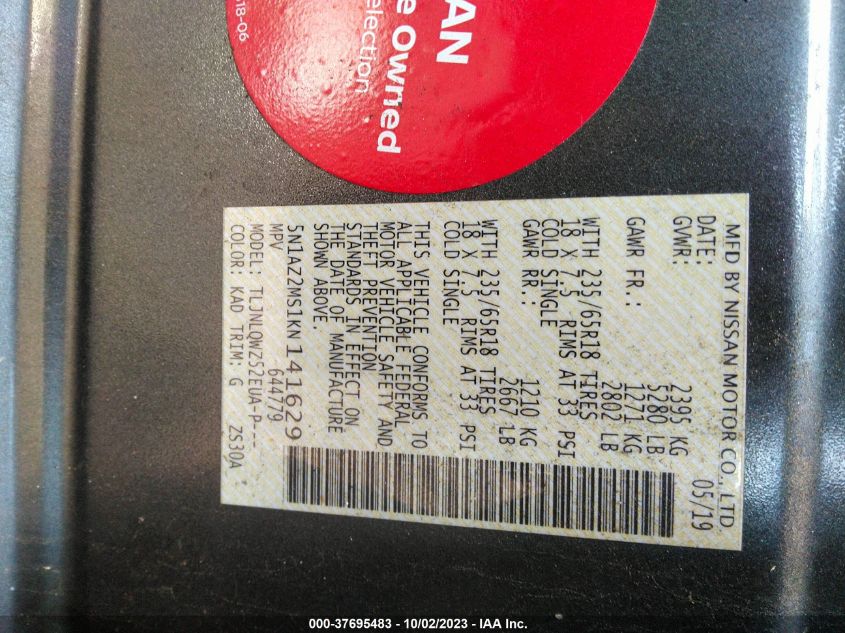 18-06
SAN
e Owned
election
MFD BY NISSAN MOTOR CO., LTD
DATE: 05/19
GVWR: 2395 KG
5280 LB
GAWR FR.: 1271 KG
2802 LB
WITH 235/65R18 TIRES
18 X 7.5 RIMS AT 33 PSI
COLD SINGLE
GAWR RR.: 1210 KG
2667 LB
WITH 235/65R18 TIRES
18 X 7.5 RIMS AT 33 PSI
COLD SINGLE
THIS VEHICLE CONFORMS TO
ALL APPLICABLE FEDERAL
MOTOR VEHICLE SAFETY AND
THEFT PREVENTION
STANDARDS IN EFFECT ON
THE DATE OF MANUFACTURE
SHOWN ABOVE.
5N1AZ2MS1KN141629
MPV 644779
MODEL: TLJNLQWZS2EUA-P---
COLOR: KAD TRIM: G ZS30A
000-37695483 - 10/02/2023 - IAA Inc.